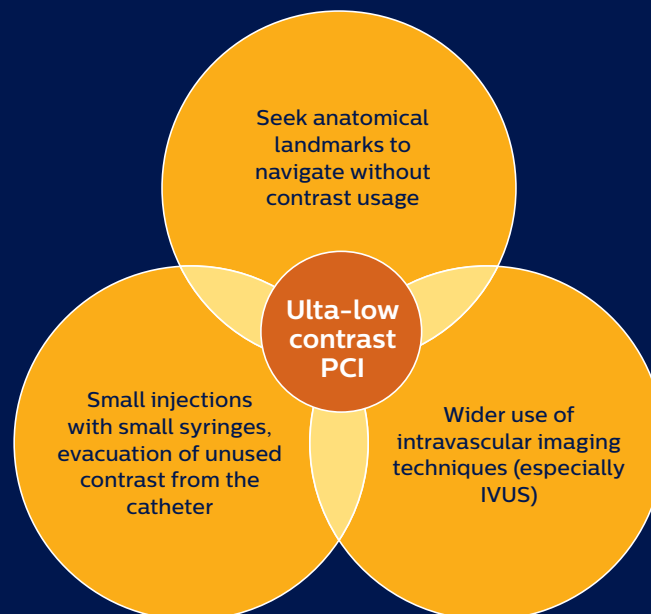 Seek anatomical
landmarks to
navigate without
contrast usage
Ulta-low
contrast
PCI
Small injections
with small syringes,
evacuation of unused
contrast from the
catheter
Wider use of
intravascular imaging
techniques (especially
IVUS)